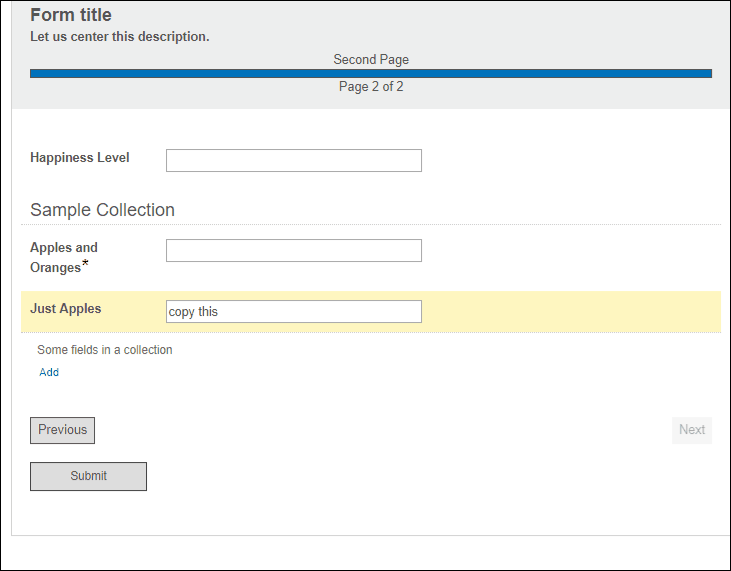 Form title
Let us center this description.
Second Page
Page 2 of 2
Happiness Level
Sample Collection
Apples and
Oranges*
Just Apples
copy this
Some fields in a collection
Add
Previous
Next
Submit